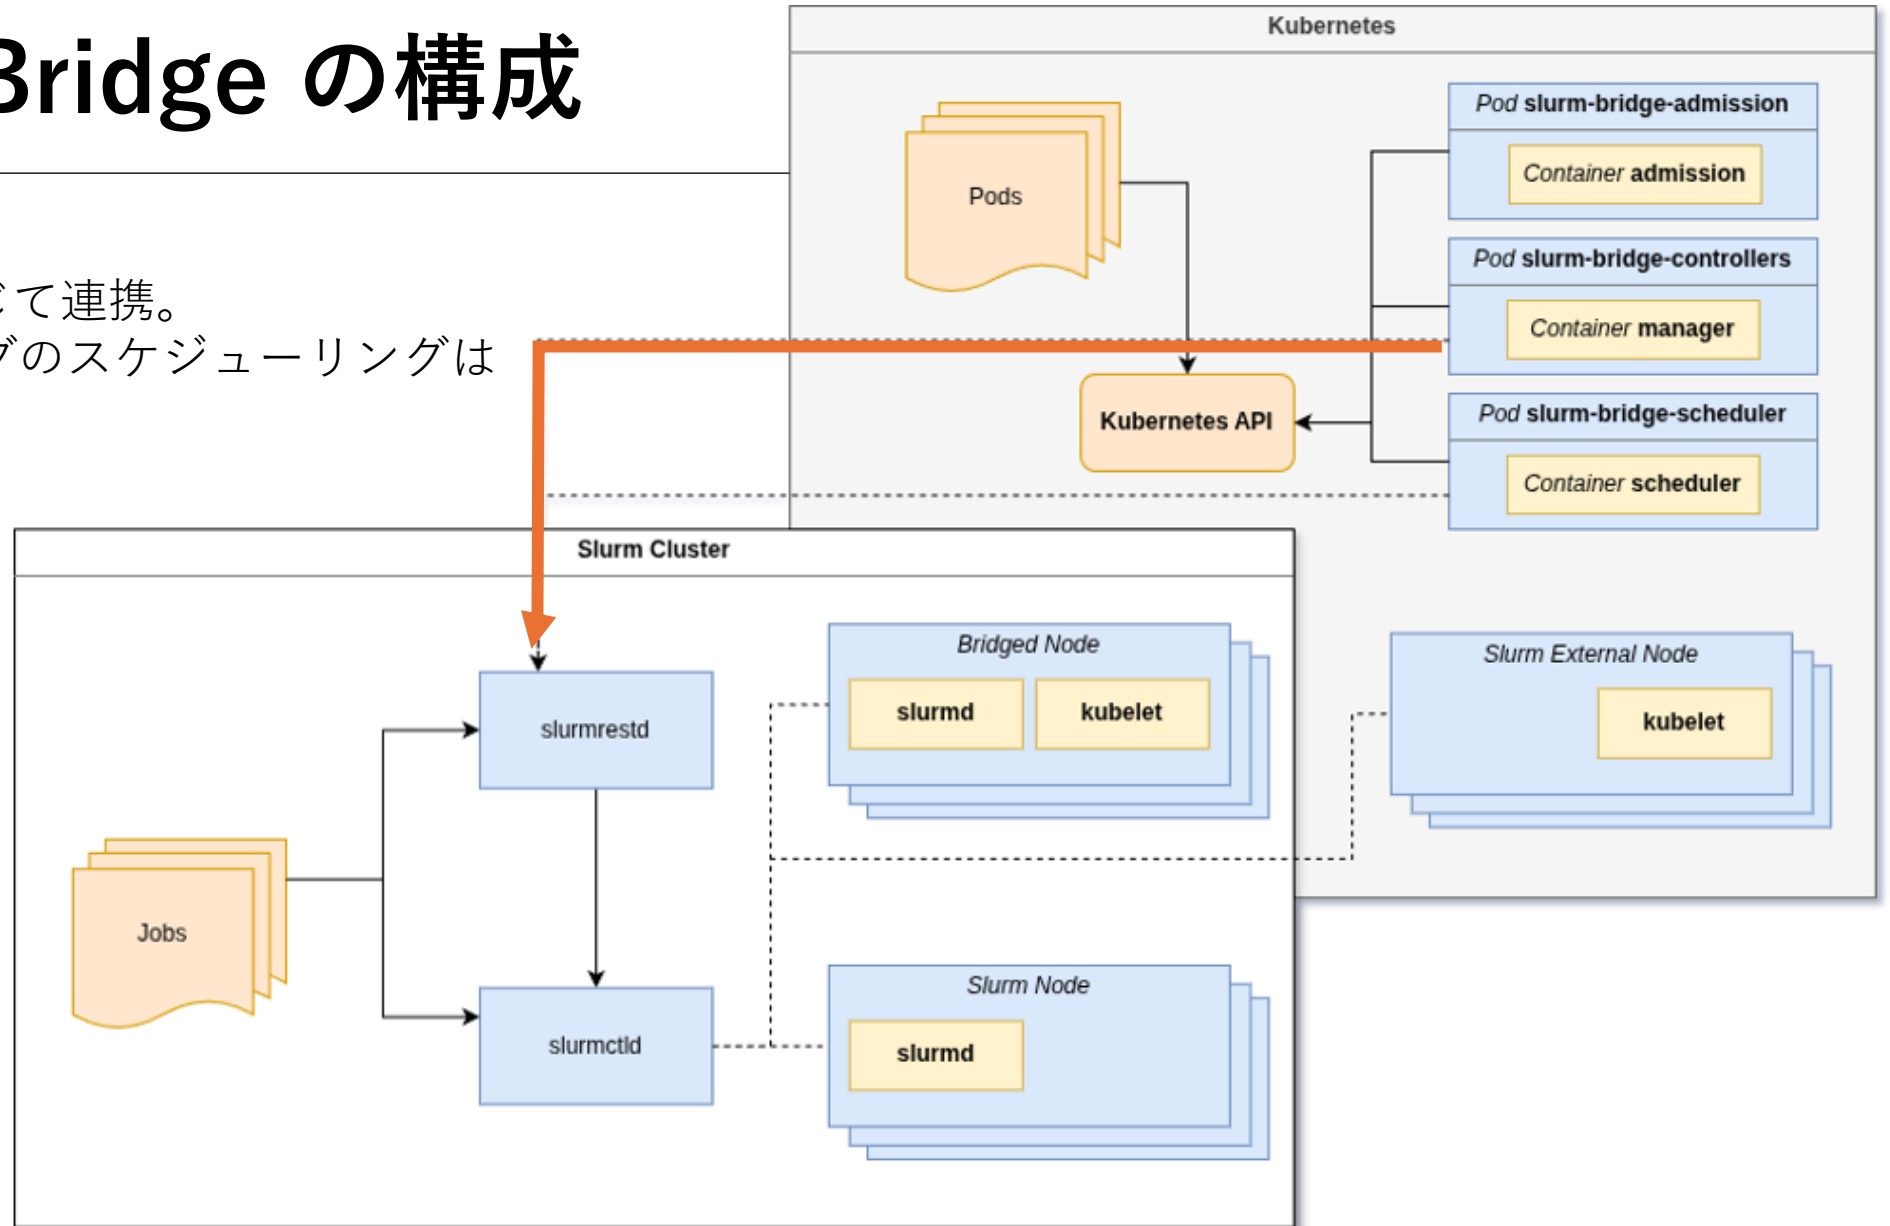 Bridge の構成
じて連携。
グのスケジューリングは
Kubernetes
Pods
Pod slurm-bridge-admission
Container admission
Pod slurm-bridge-controllers
Container manager
Kubernetes API
Pod slurm-bridge-scheduler
Container scheduler
Slurm Cluster
slurmrestd
Bridged Node
slurmd
kubelet
Slurm External Node
kubelet
Jobs
slurmctld
Slurm Node
slurmd